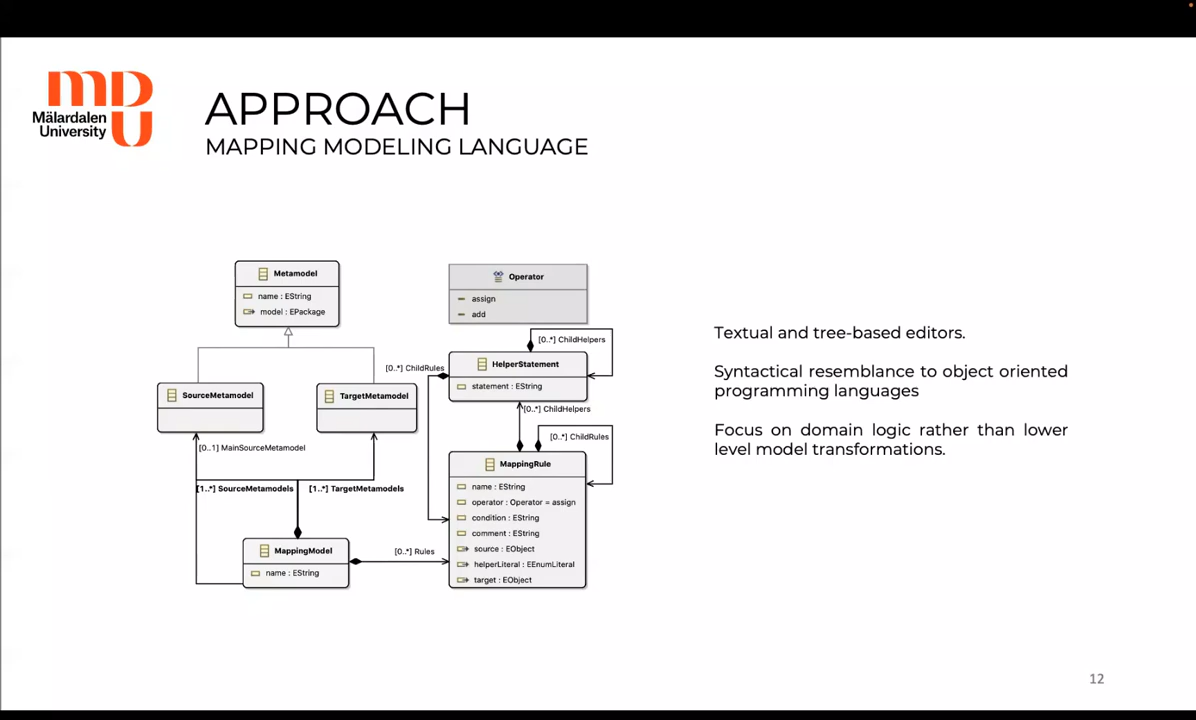 Mälardalen
University
APPROACH
MAPPING MODELING LANGUAGE
Metamodel
name : EString
model : EPackage
Operator
assign
add
[0..*] ChildHelpers
HelperStatement
statement : EString
[0..*] ChildRules
SourceMetamodel
TargetMetamodel
[0..*] ChildHelpers
[0..*] ChildRules
[0..1] MainSourceMetamodel
[1..*] SourceMetamodels
[1..*] TargetMetamodels
MappingRule
name : EString
operator : Operator = assign
condition : EString
comment : EString
source : EObject
helperLiteral : EEnumLiteral
target : EObject
MappingModel
name : EString
[0..*] Rules
Textual and tree-based editors.
Syntactical resemblance to object oriented
programming languages
Focus on domain logic rather than lower
level model transformations.
12